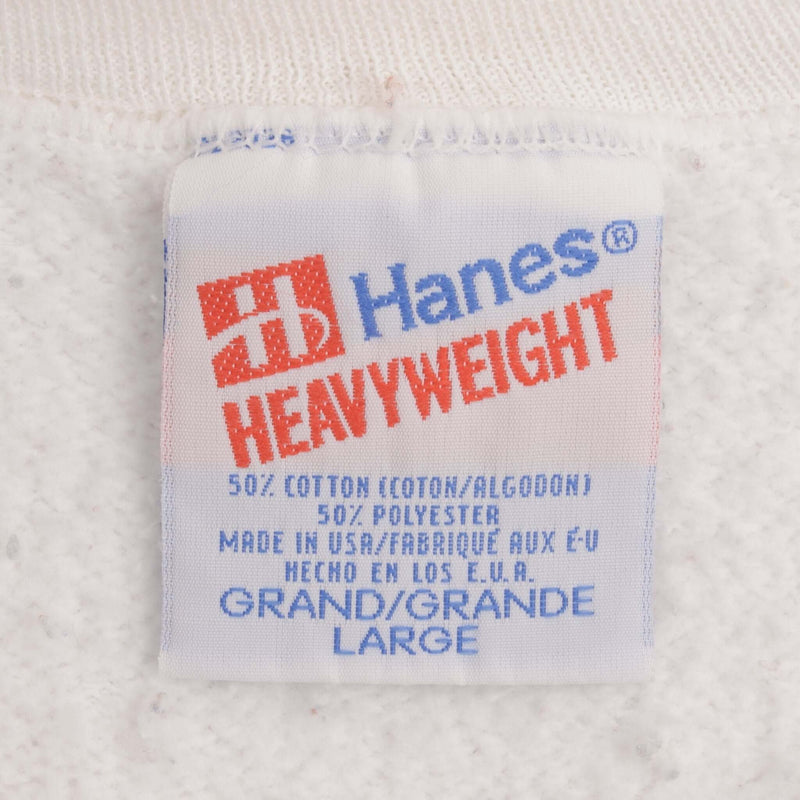 Hanes®
HEAVYWEIGHT
50% COTTON (COTON/ALGODON)
50% POLYESTER
MADE IN USA/FABRIQUÉ AUX É-U
HECHO EN LOS E.U.A.
GRAND/GRANDE
LARGE